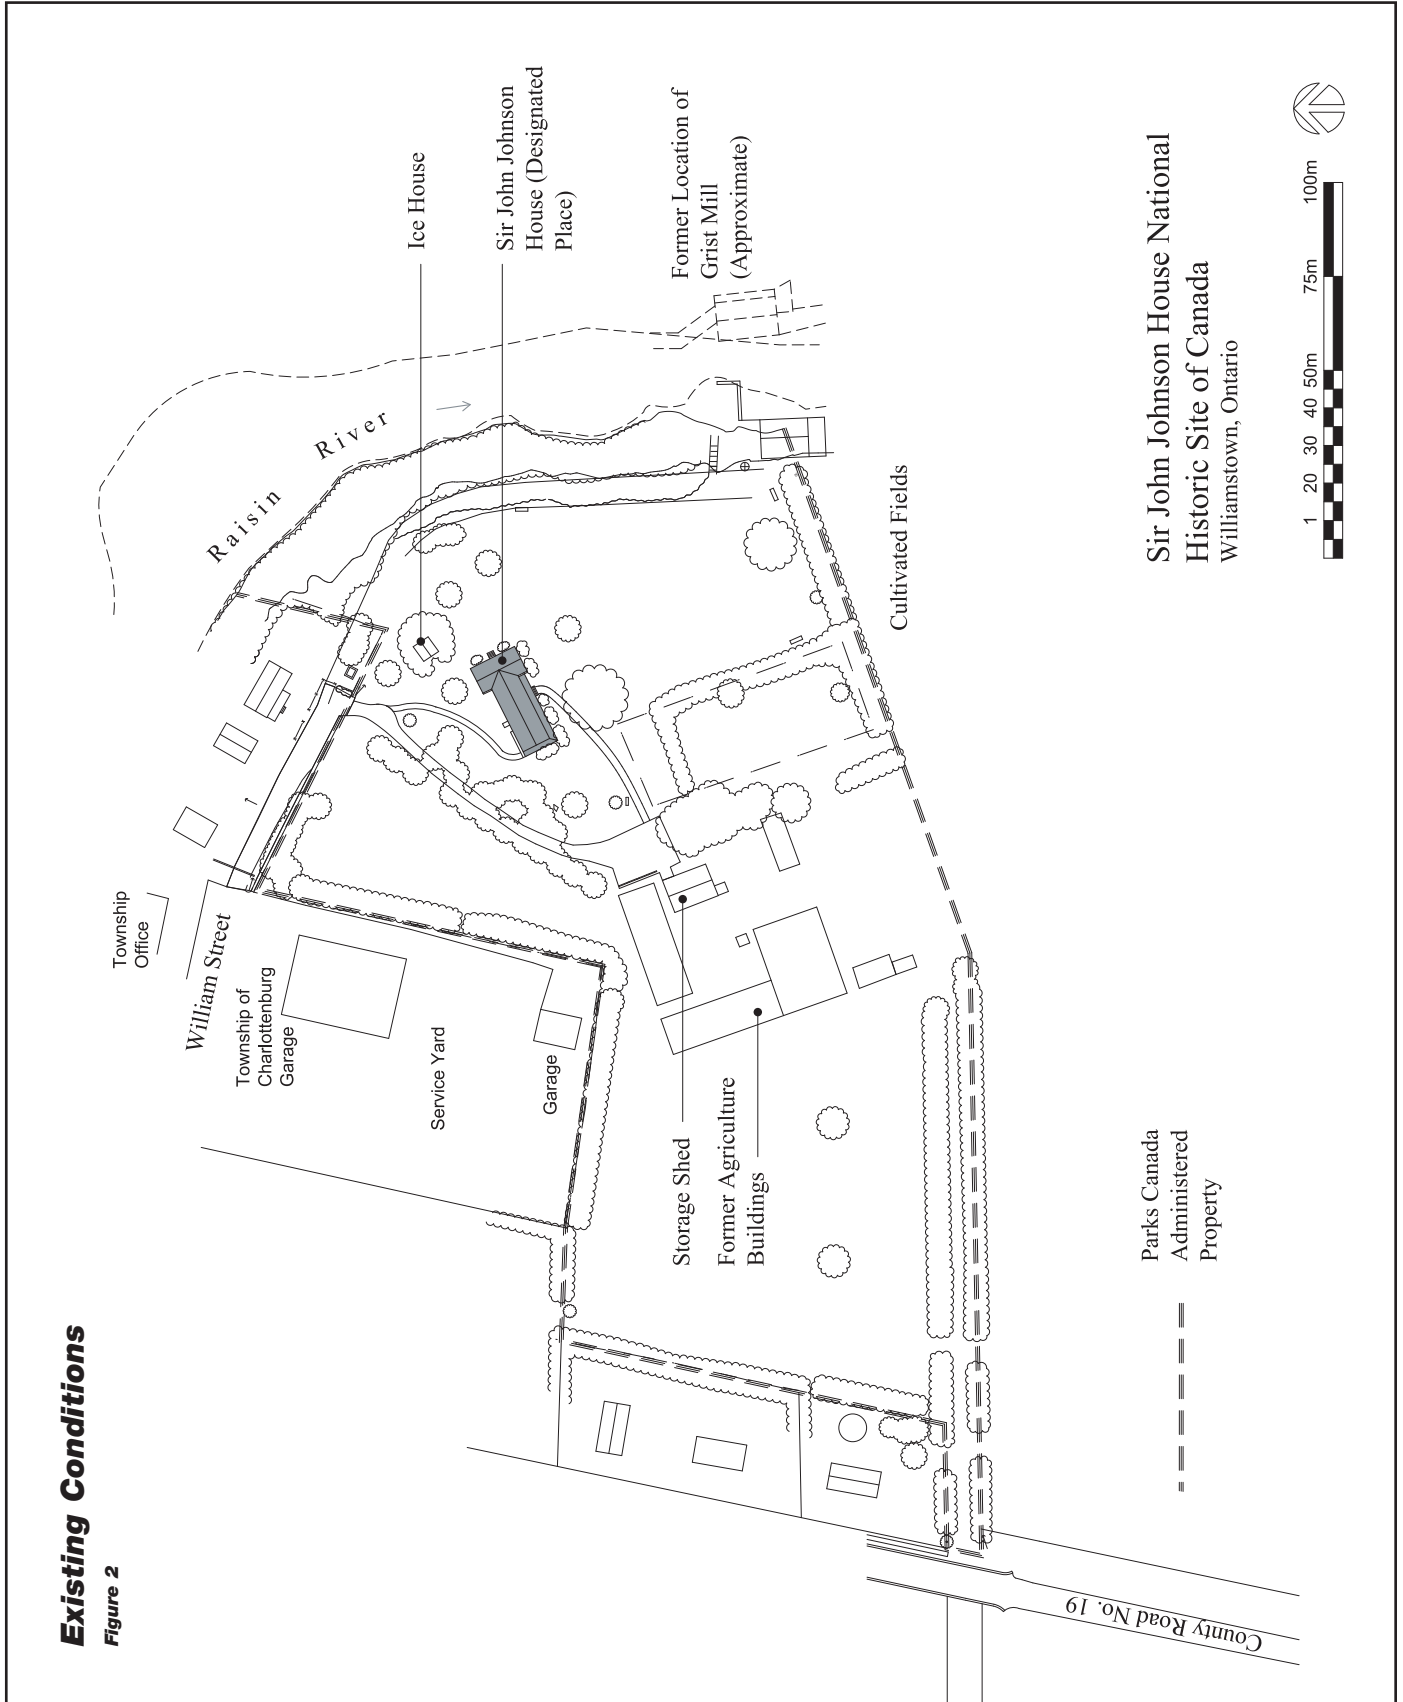 Existing Conditions
Figure 2
Township
Office
William Street
Township of
Charlottenburg
Garage
Service Yard
Garage
Raisin River
Ice House
Sir John Johnson
House (Designated
Place)
Former Location of
Grist Mill
(Approximate)
Storage Shed
Former Agriculture
Buildings
Cultivated Fields
County Road No. 19
Parks Canada
Administered
Property
Sir John Johnson House National
Historic Site of Canada
Williamstown, Ontario
1 20 30 40 50m 75m 100m